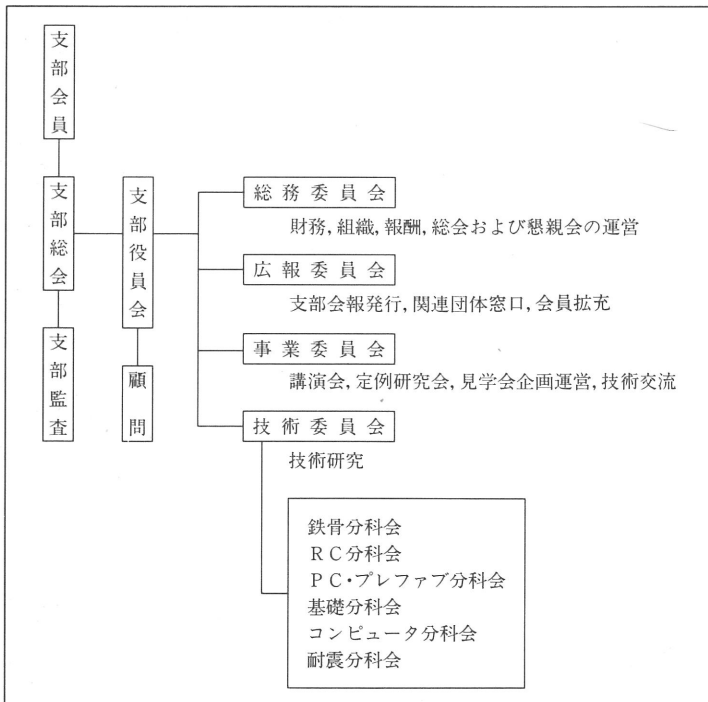 支部会員
支部総会
支部監査
支部役員会
顧問
総務委員会
財務, 組織, 報酬, 総会および懇親会の運営
広報委員会
支部会報発行, 関連団体窓口, 会員拡充
事業委員会
講演会, 定例研究会, 見学会企画運営, 技術交流
技術委員会
技術研究
鉄骨分科会
RC分科会
PC・プレファブ分科会
基礎分科会
コンピュータ分科会
耐震分科会